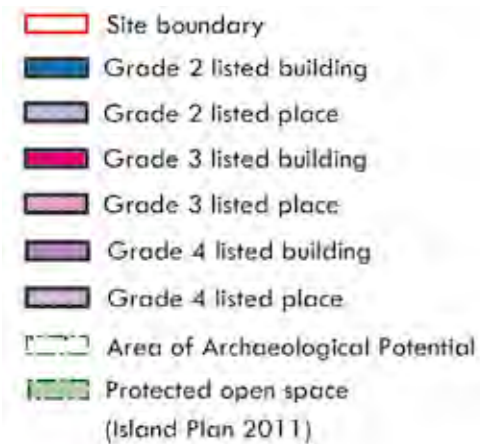 Site boundary
Grade 2 listed building
Grade 2 listed place
Grade 3 listed building
Grade 3 listed place
Grade 4 listed building
Grade 4 listed place
Area of Archaeological Potential
Protected open space
(Island Plan 2011)